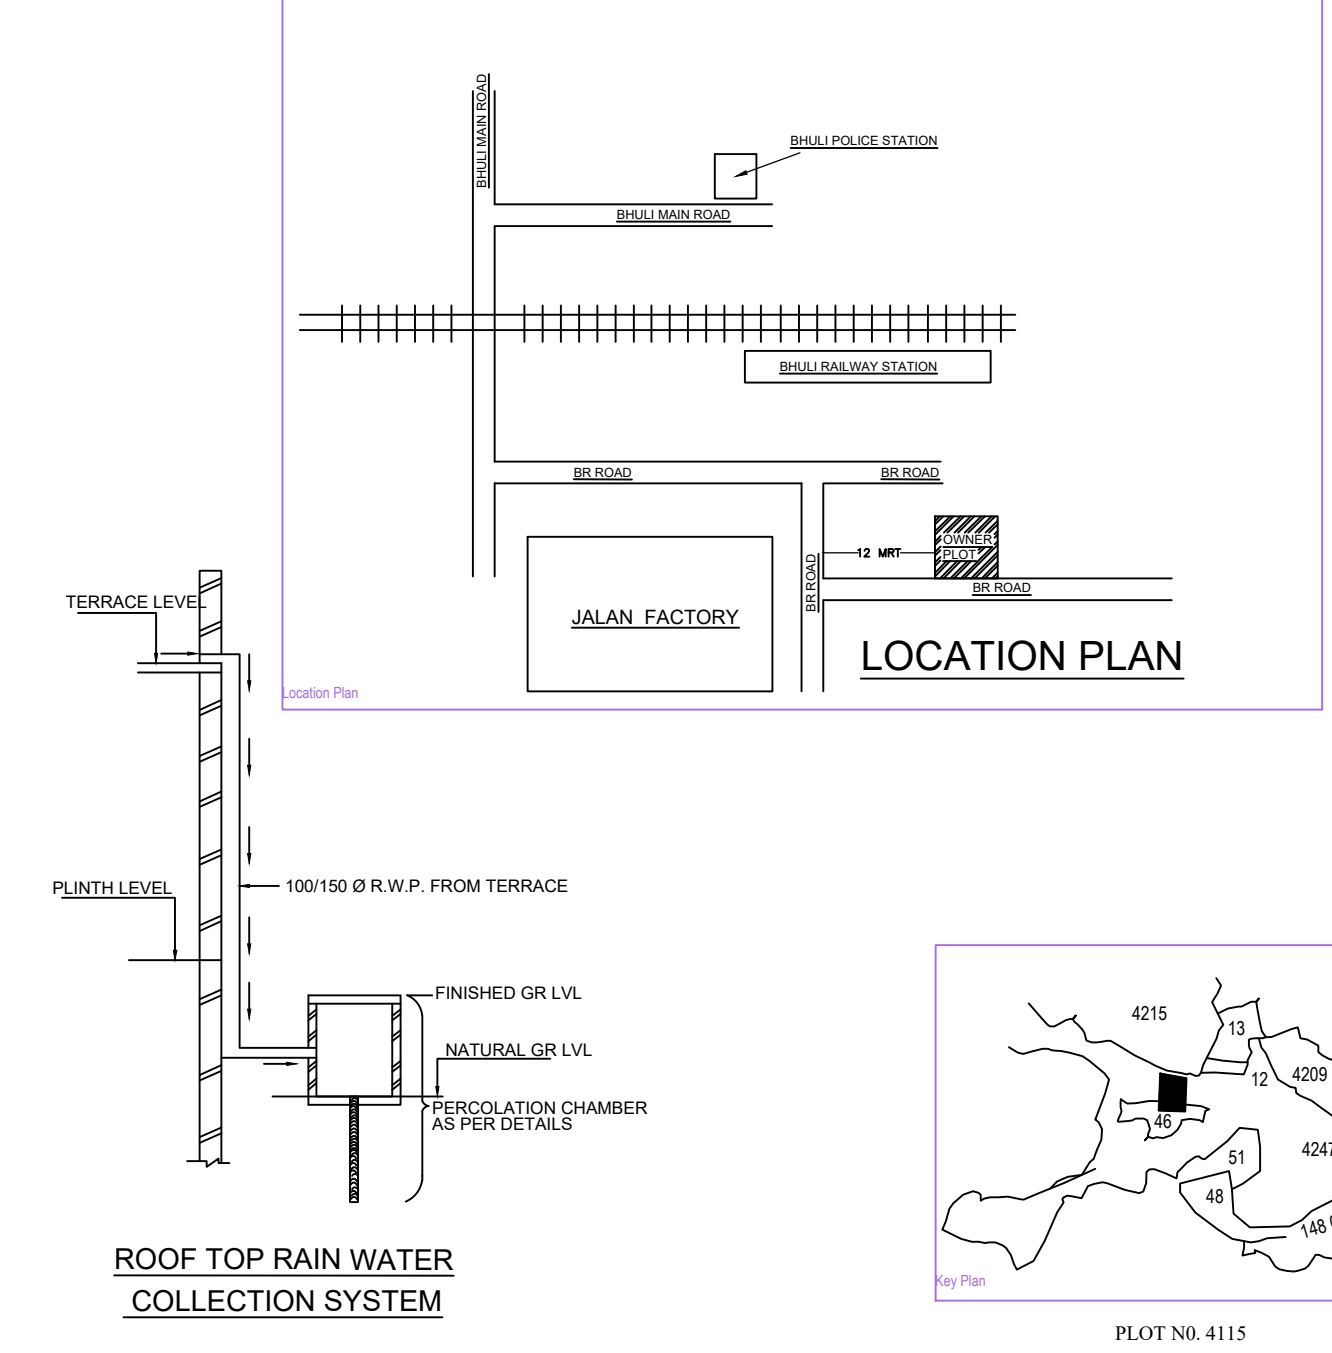 BHULI MAIN ROAD
BHULI POLICE STATION
BHULI MAIN ROAD
BHULI RAILWAY STATION
BR ROAD
BR ROAD
OWNER
PLOT
12 MRT
BR ROAD
BR ROAD
JALAN FACTORY
LOCATION PLAN
Location Plan
TERRACE LEVEL
PLINTH LEVEL
100/150 Ø R.W.P. FROM TERRACE
FINISHED GR LVL
NATURAL GR LVL
PERCOLATION CHAMBER
AS PER DETAILS
ROOF TOP RAIN WATER
COLLECTION SYSTEM
4215
13
12
4209
46
4247
51
48
148
Key Plan
PLOT N0. 4115